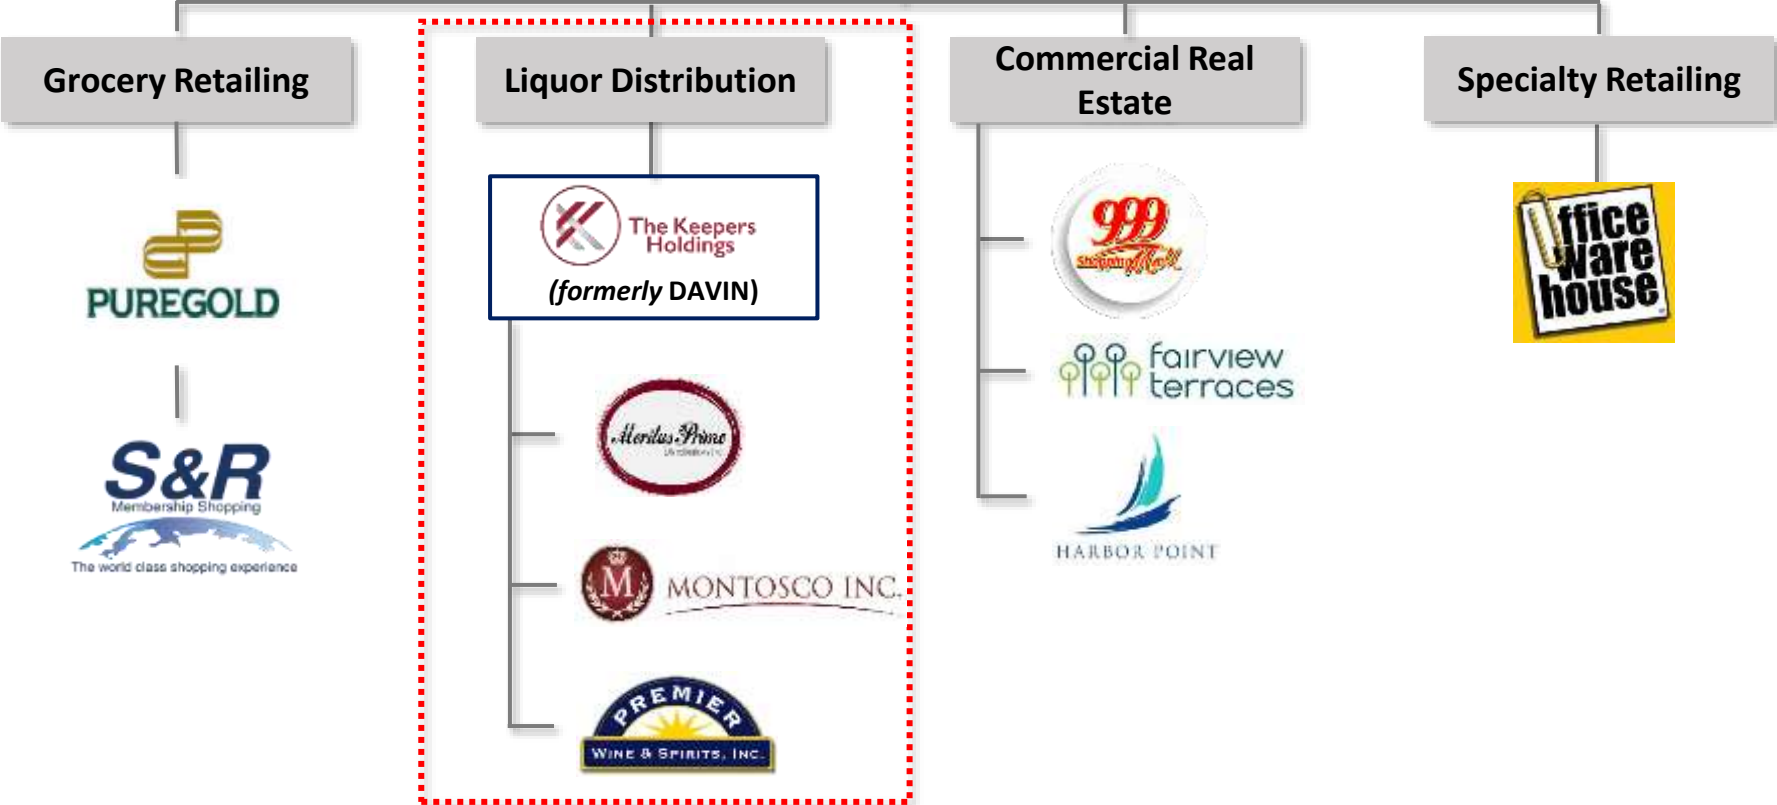 Grocery Retailing
PUREGOLD
S&R
Membership Shopping
The world class shopping experience
Liquor Distribution
The Keepers
Holdings
(formerly DAVIN)
Meritus Prime
M
MONTOSCO INC.
PREMIER
WINE & SPIRITS, INC.
Commercial Real
Estate
999
Shopping Mall
fairview
terraces
HARBOR POINT
Specialty Retailing
Office
Ware
house